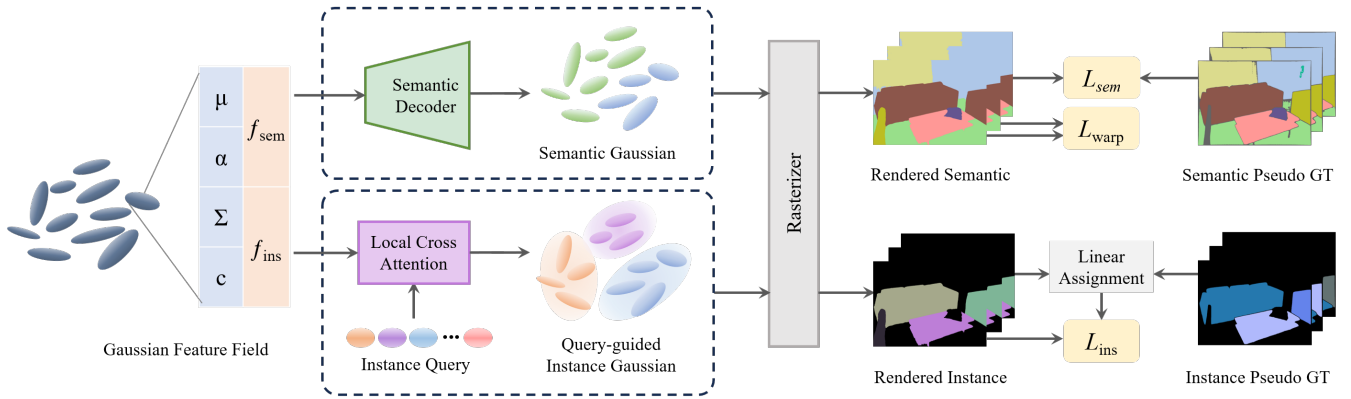 μ
α
Σ
c
f_sem
f_ins
Gaussian Feature Field
Semantic
Decoder
Semantic Gaussian
Local Cross
Attention
Instance Query
Query-guided
Instance Gaussian
Rasterizer
Rendered Semantic
L_sem
L_warp
Semantic Pseudo GT
Rendered Instance
Linear
Assignment
L_ins
Instance Pseudo GT